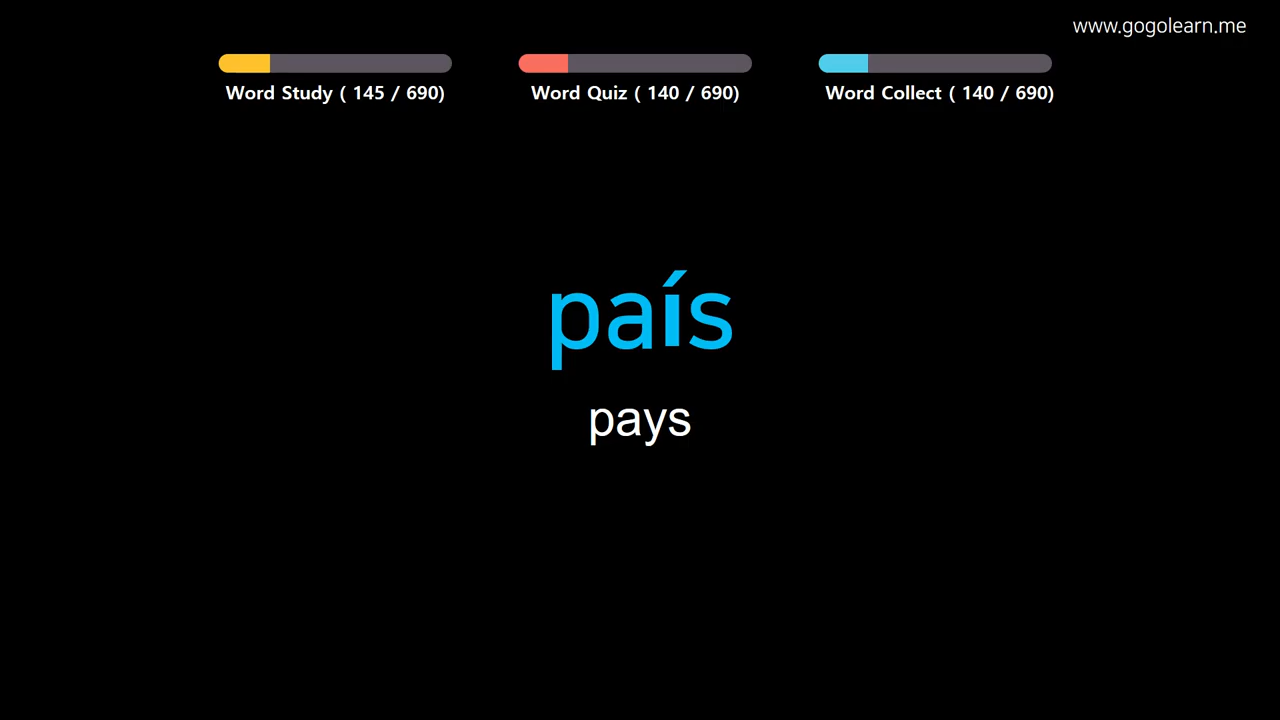 www.gogolearn.me
Word Study ( 145 / 690)
Word Quiz ( 140 / 690)
Word Collect ( 140 / 690)
país
pays